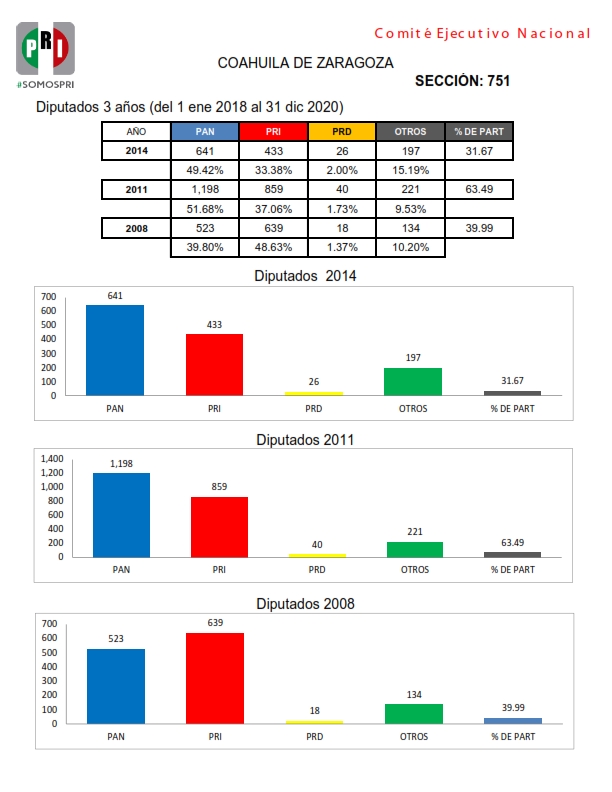 PRI
#SOMOSPRI
Comité Ejecutivo Nacional
COAHUILA DE ZARAGOZA
SECCIÓN: 751
Diputados 3 años (del 1 ene 2018 al 31 dic 2020)
AÑO PAN PRI PRD OTROS % DE PART
2014 641 433 26 197 31.67
49.42% 33.38% 2.00% 15.19%
2011 1,198 859 40 221 63.49
51.68% 37.06% 1.73% 9.53%
2008 523 639 18 134 39.99
39.80% 48.63% 1.37% 10.20%
Diputados 2014
700
600
500
400
300
200
100
0
641 433 26 197 31.67
PAN PRI PRD OTROS % DE PART
Diputados 2011
1,400
1,200
1,000
800
600
400
200
0
1,198 859 40 221 63.49
PAN PRI PRD OTROS % DE PART
Diputados 2008
700
600
500
400
300
200
100
0
523 639 18 134 39.99
PAN PRI PRD OTROS % DE PART